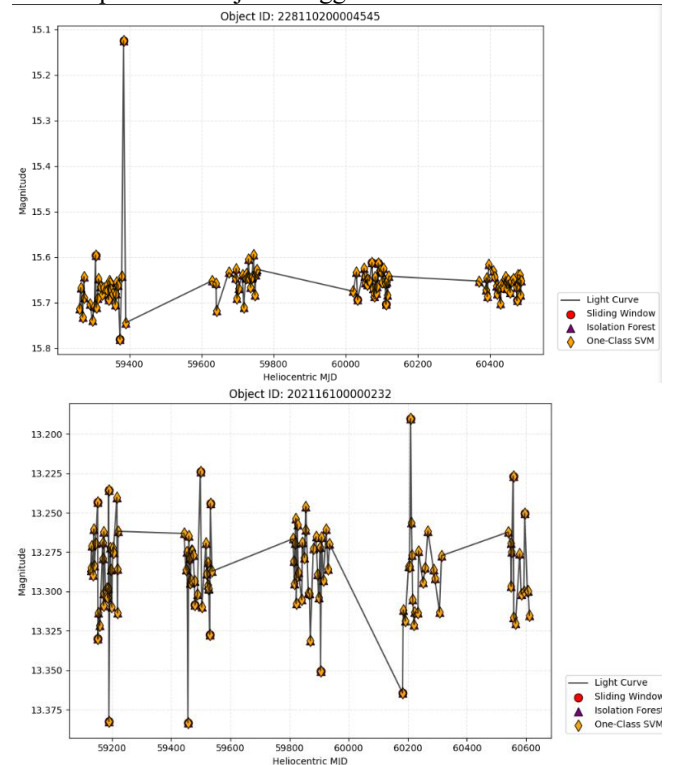 Object ID: 228110200004545
15.1
15.2
15.3
15.4
15.5
15.6
15.7
15.8
Magnitude
59400 59600 59800 60000 60200 60400
Heliocentric MJD
Light Curve
Sliding Window
Isolation Forest
One-Class SVM
Object ID: 202116100000232
13.200
13.225
13.250
13.275
13.300
13.325
13.350
13.375
Magnitude
59200 59400 59600 59800 60000 60200 60400 60600
Heliocentric MJD
Light Curve
Sliding Window
Isolation Forest
One-Class SVM